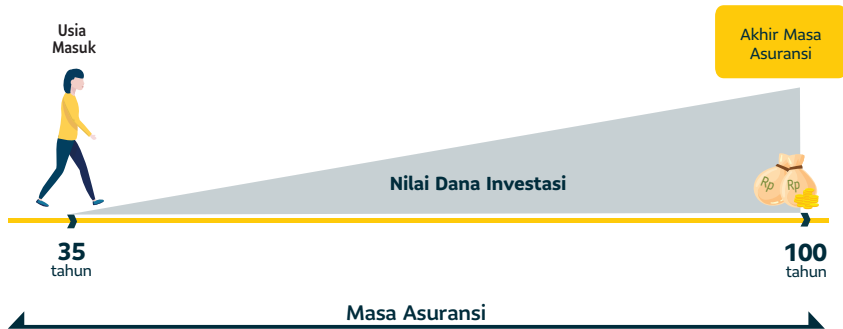 Usia
Masuk
Akhir Masa
Asuransi
Nilai Dana Investasi
Rp
Rp
35
tahun
100
tahun
Masa Asuransi